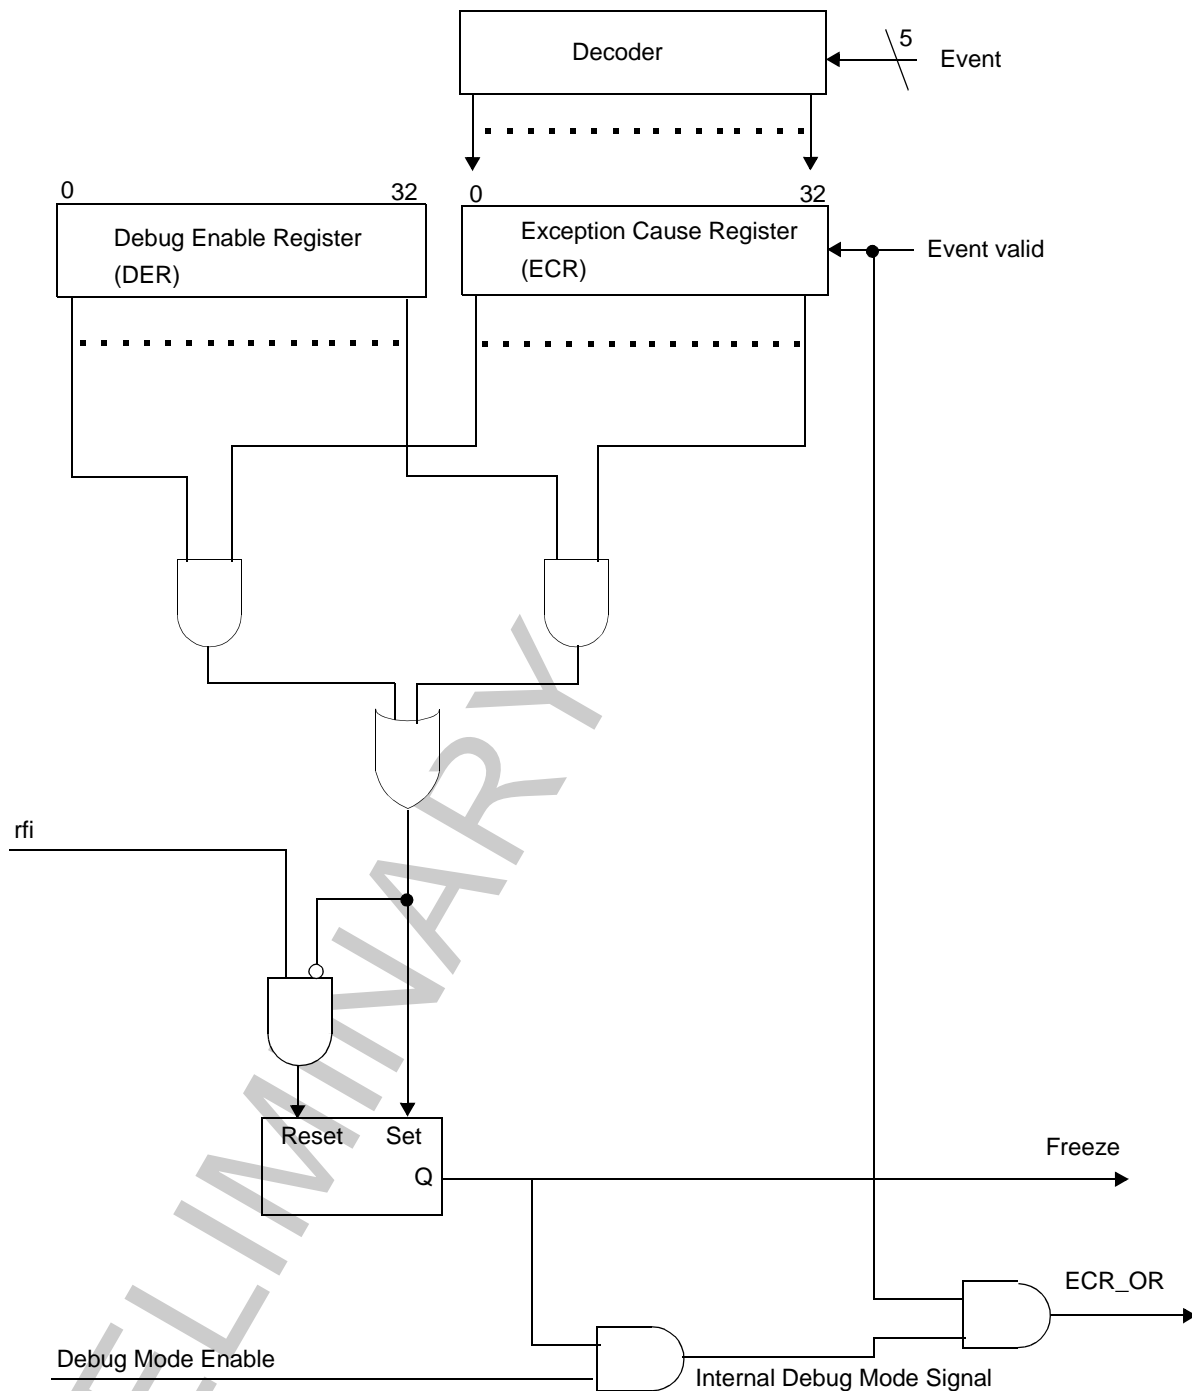 5
Decoder
Event
0
32
0
32
Debug Enable Register
(DER)
Exception Cause Register
(ECR)
Event valid
rfi
Reset
Set
Q
Freeze
ECR_OR
Debug Mode Enable
Internal Debug Mode Signal
ELIMINARY